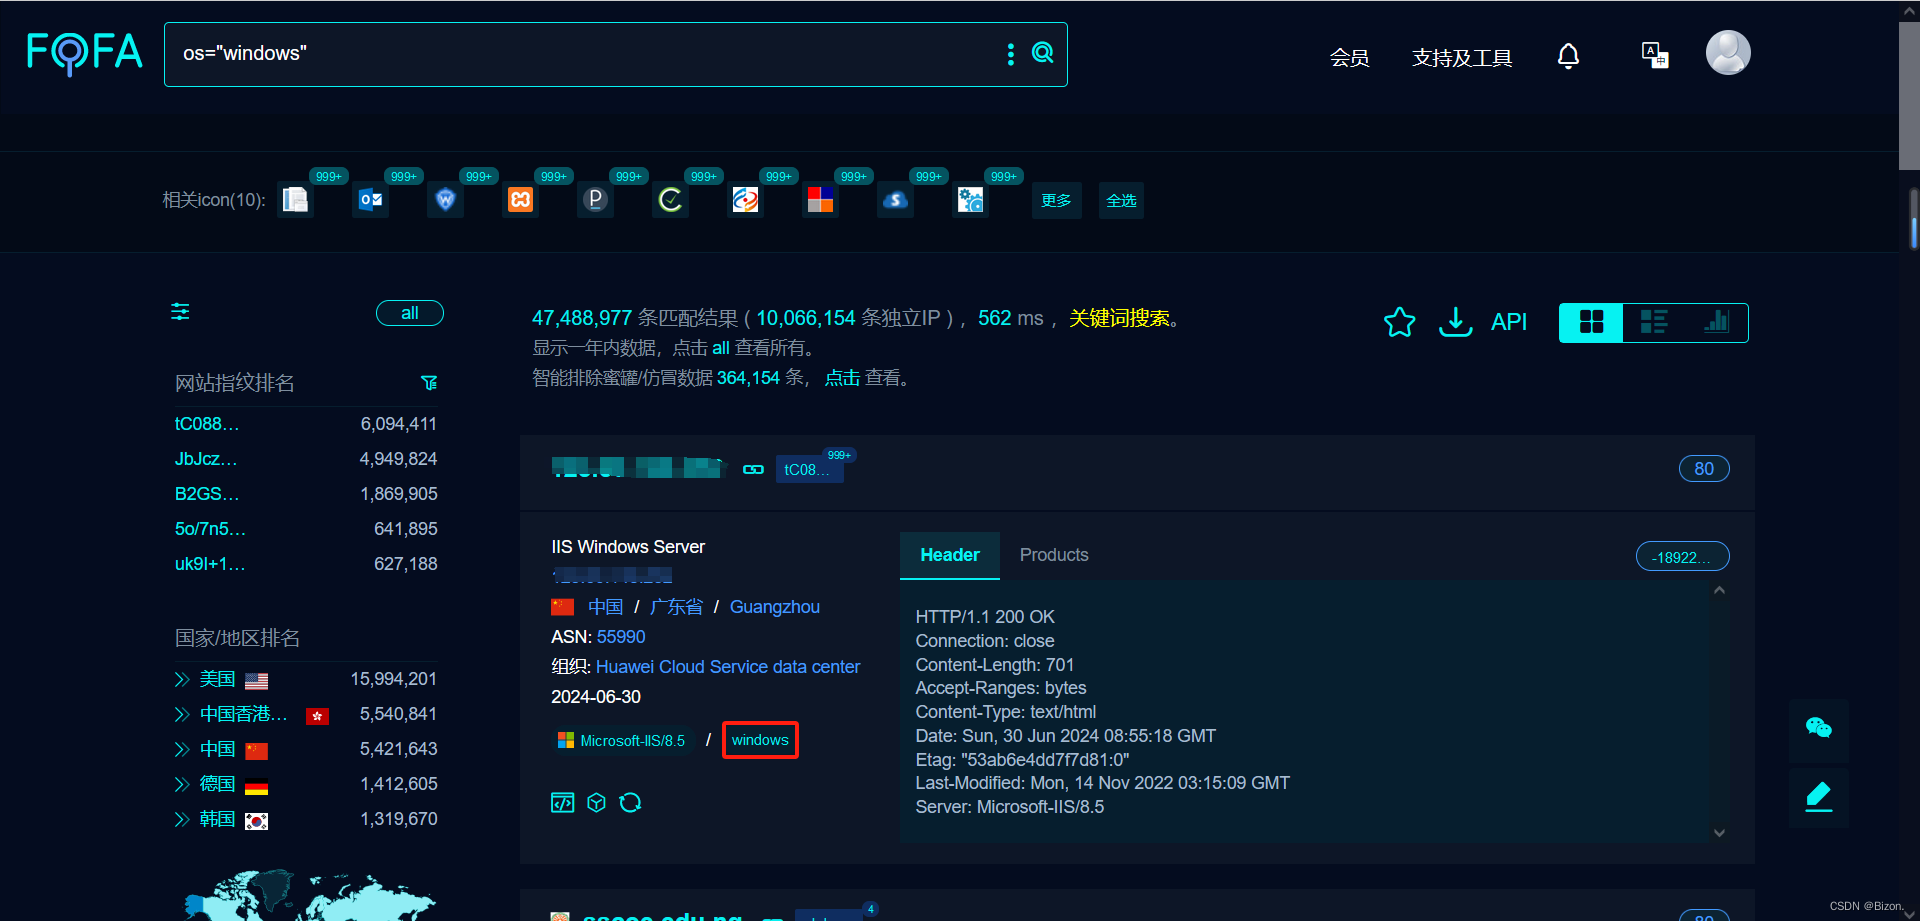 FOFA
os="windows"
会员
支持及工具
相关icon(10):
999+
999+
999+
999+
999+
999+
999+
999+
999+
999+
更多
全选
all
47,488,977 条匹配结果 ( 10,066,154 条独立IP ) ，562 ms ，关键词搜索。
显示一年内数据，点击 all 查看所有。
智能排除蜜罐/仿冒数据 364,154 条， 点击 查看。
API
网站指纹排名
tC088... 6,094,411
JbJcz... 4,949,824
B2GS... 1,869,905
5o/7n5... 641,895
uk9I+1... 627,188
国家/地区排名
美国 15,994,201
中国香港... 5,540,841
中国 5,421,643
德国 1,412,605
韩国 1,319,670
tC08...
999+
80
IIS Windows Server
中国 / 广东省 / Guangzhou
ASN: 55990
组织: Huawei Cloud Service data center
2024-06-30
Microsoft-IIS/8.5 / windows
Header
Products
-18922...
HTTP/1.1 200 OK
Connection: close
Content-Length: 701
Accept-Ranges: bytes
Content-Type: text/html
Date: Sun, 30 Jun 2024 08:55:18 GMT
Etag: "53ab6e4dd7f7d81:0"
Last-Modified: Mon, 14 Nov 2022 03:15:09 GMT
Server: Microsoft-IIS/8.5
4
80
CSDN @Bizon.